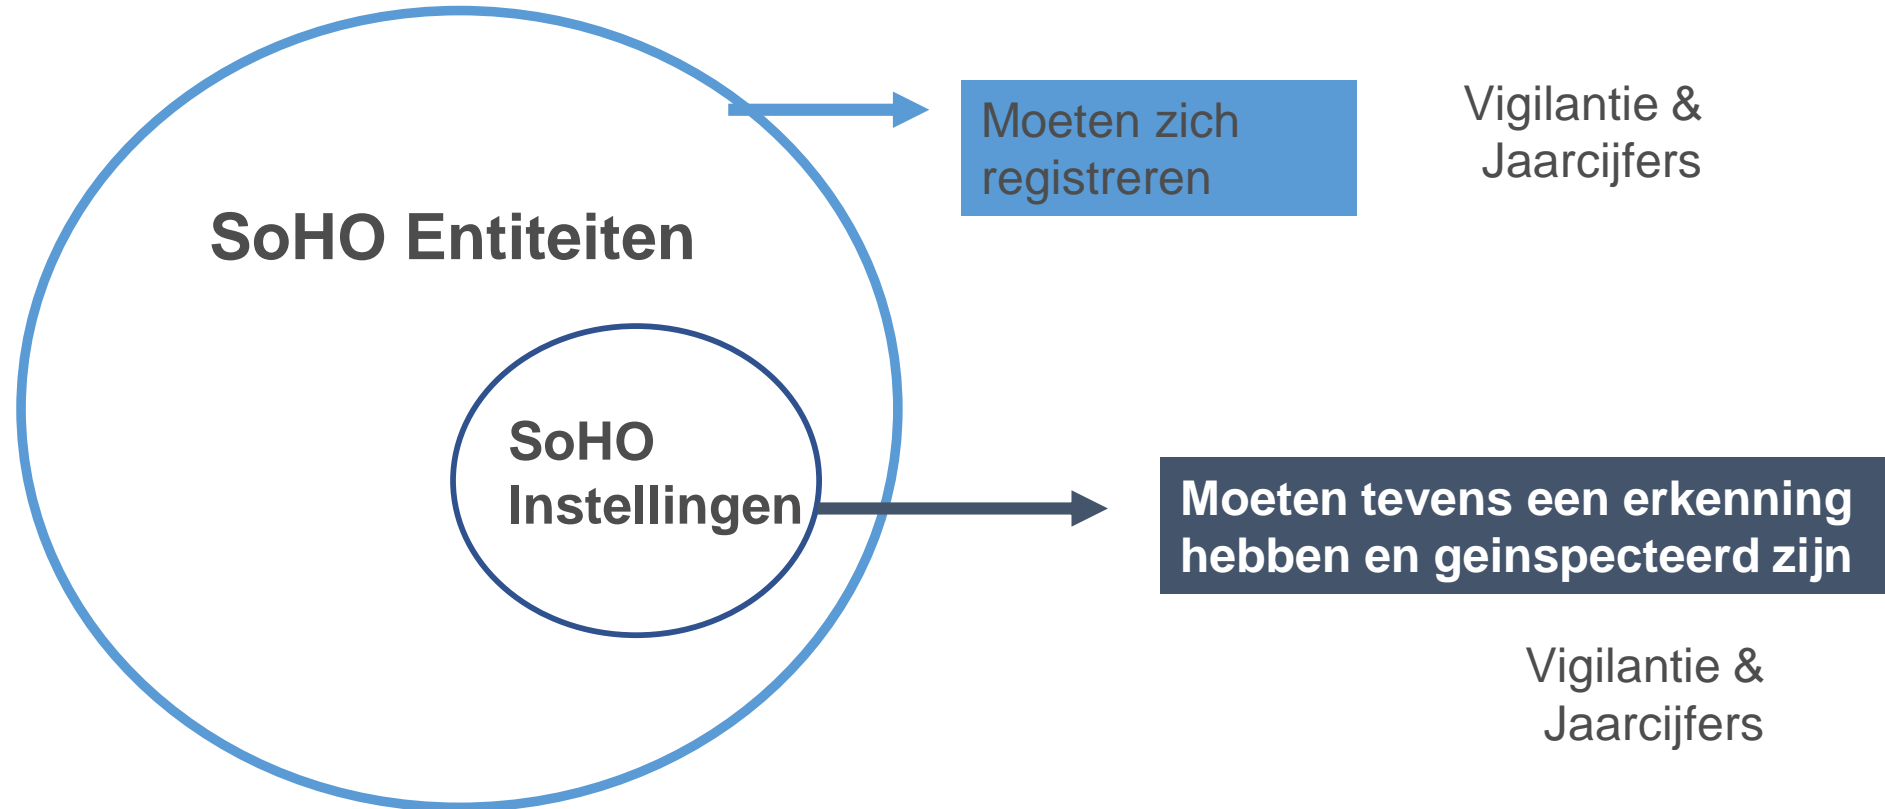 Moeten zich
registreren
Vigilantie &
Jaarcijfers
SoHO Entiteiten
SoHO
Instellingen
Moeten tevens een erkenning
hebben en geinspecteerd zijn
Vigilantie &
Jaarcijfers